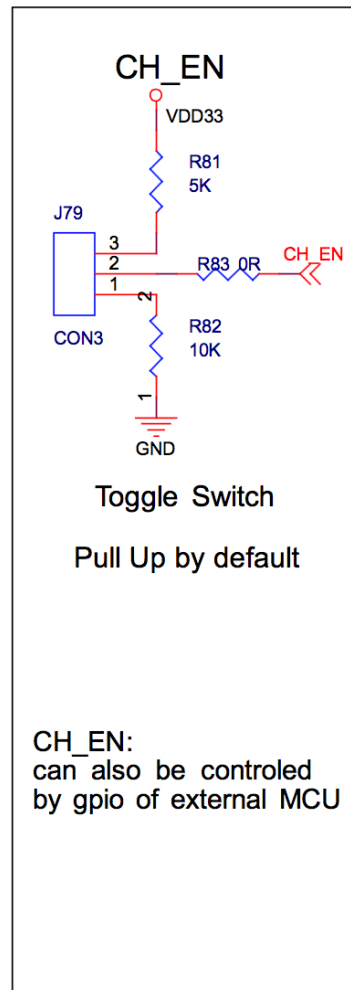 CH_EN
VDD33
R81
5K
J79
3
2
1
CON3
R83 0R
CH_EN
2
R82
10K
1
GND
Toggle Switch
Pull Up by default
CH_EN:
can also be controled
by gpio of external MCU